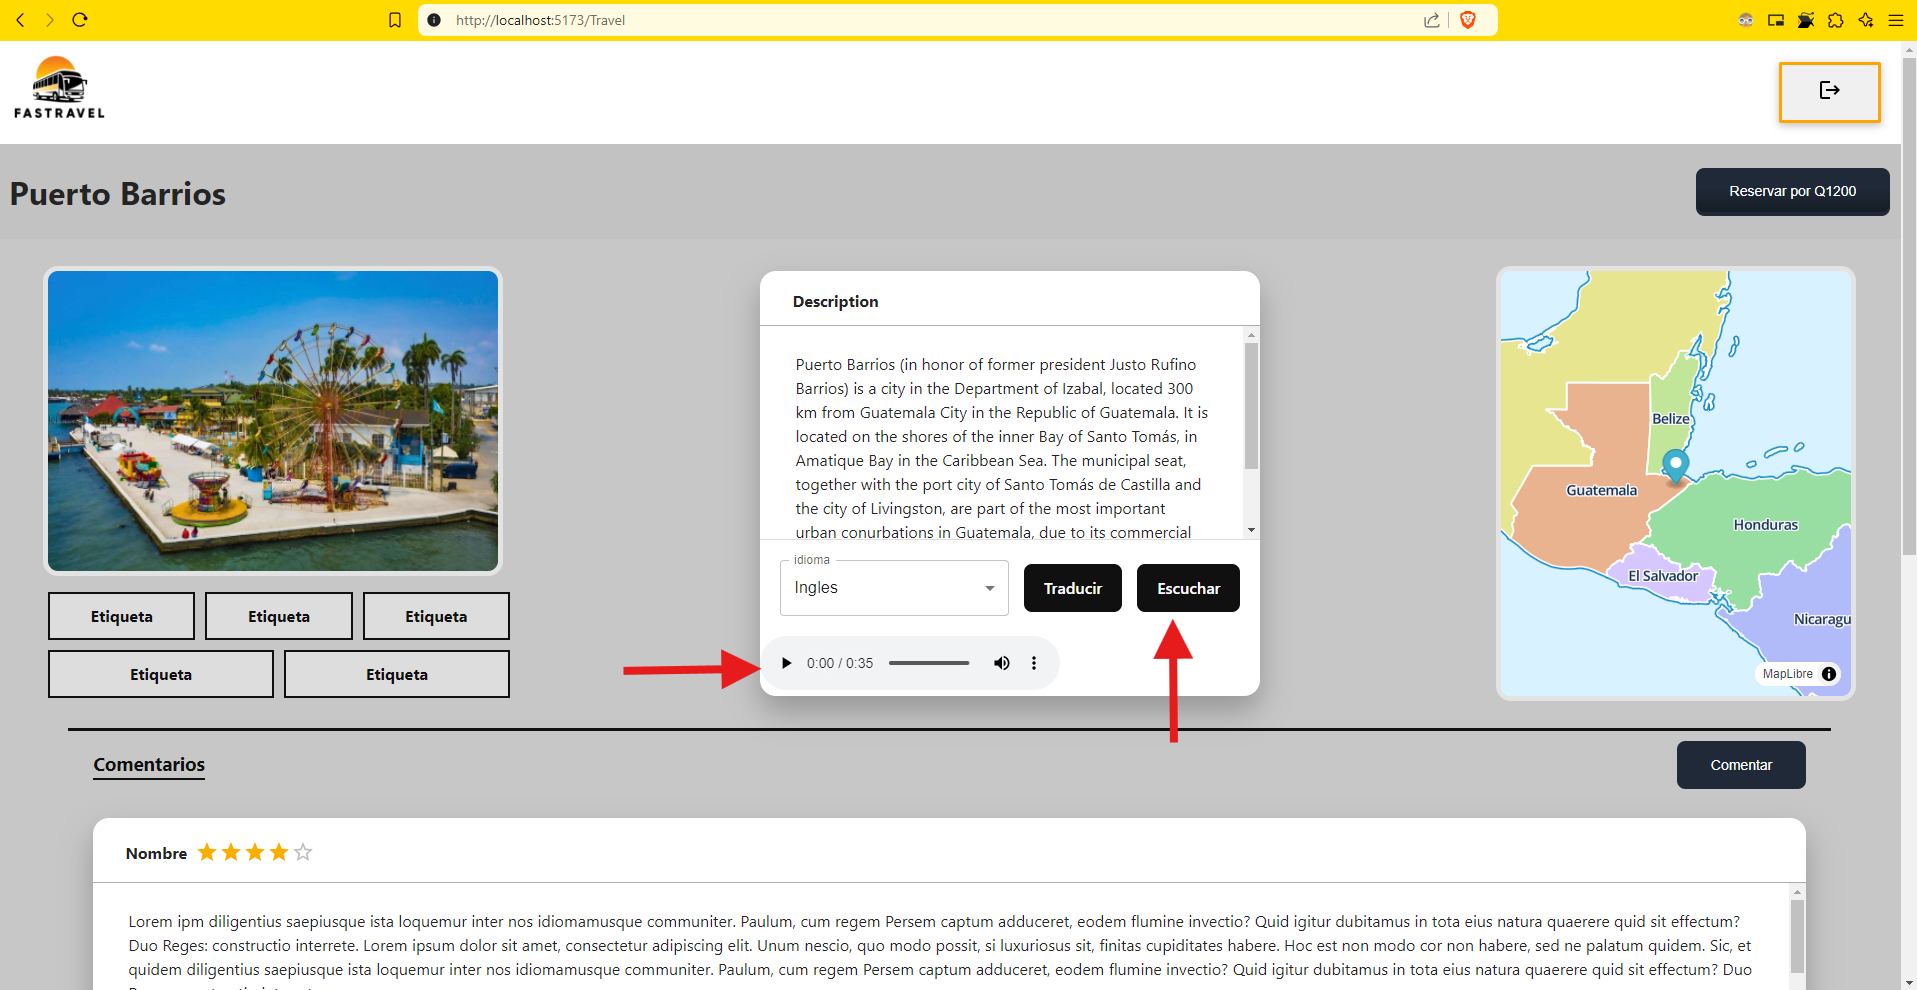 http://localhost:5173/Travel
FASTRAVEL
Puerto Barrios
Reservar por Q1200
Etiqueta
Etiqueta
Etiqueta
Etiqueta
Etiqueta
Description
Puerto Barrios (in honor of former president Justo Rufino
Barrios) is a city in the Department of Izabal, located 300
km from Guatemala City in the Republic of Guatemala. It is
located on the shores of the inner Bay of Santo Tomás, in
Amatique Bay in the Caribbean Sea. The municipal seat,
together with the port city of Santo Tomás de Castilla and
the city of Livingston, are part of the most important
urban conurbations in Guatemala, due to its commercial
idioma
Ingles
Traducir
Escuchar
0:00 / 0:35
Belize
Guatemala
Honduras
El Salvador
Nicaragu
MapLibre
Comentarios
Comentar
Nombre
Lorem ipm diligentius saepiusque ista loquemur inter nos idiomamusque communiter. Paulum, cum regem Persem captum adduceret, eodem flumine invectio? Quid igitur dubitamus in tota eius natura quaerere quid sit effectum?
Duo Reges: constructio interrete. Lorem ipsum dolor sit amet, consectetur adipiscing elit. Unum nescio, quo modo possit, si luxuriosus sit, finitas cupiditates habere. Hoc est non modo cor non habere, sed ne palatum quidem. Sic, et
quidem diligentius saepiusque ista loquemur inter nos idiomamusque communiter. Paulum, cum regem Persem captum adduceret, eodem flumine invectio? Quid igitur dubitamus in tota eius natura quaerere quid sit effectum? Duo